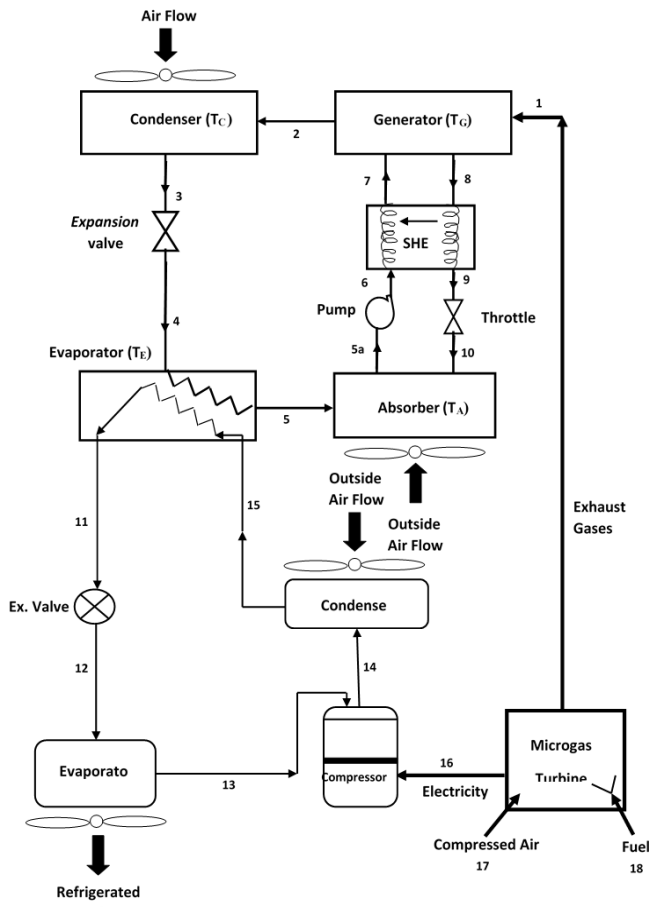 Air Flow
Condenser (TC)
2
Generator (TG)
1
3
7
8
Expansion
valve
SHE
6
9
4
Pump
Throttle
5a
10
Evaporator (TE)
5
Absorber (TA)
Outside
Air Flow
Outside
Air Flow
Exhaust
Gases
11
15
Ex. Valve
Condense
12
14
Evaporato
13
Compressor
16
Electricity
Microgas
Turbine
Compressed Air
17
Fuel
18
Refrigerated